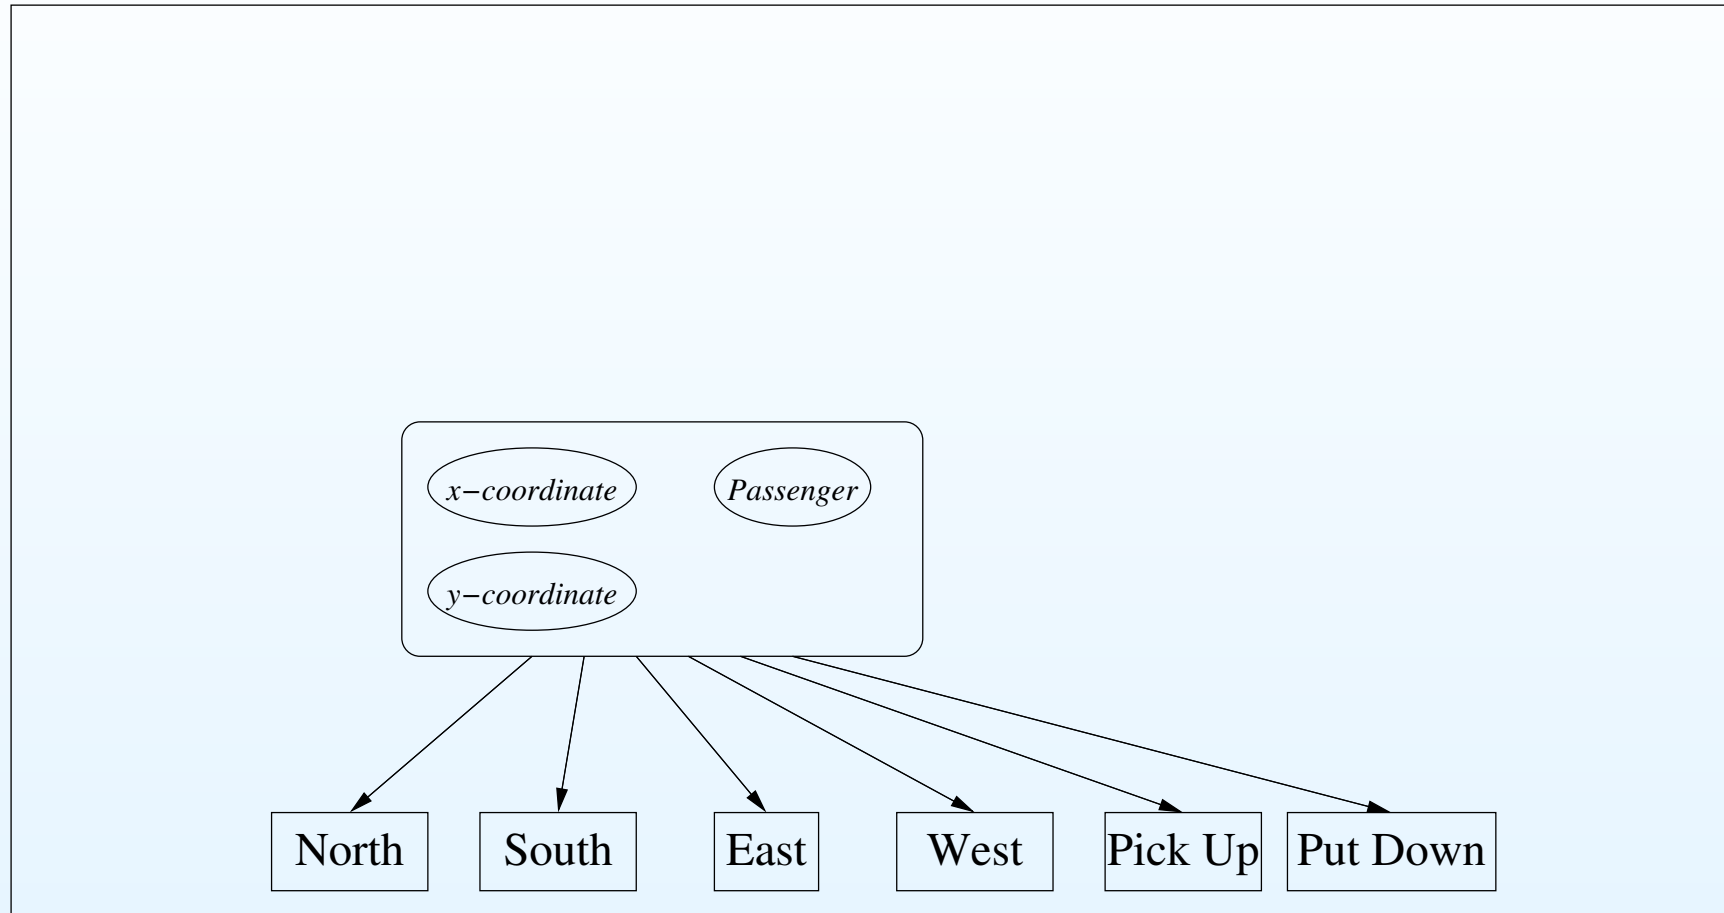 x−coordinate
Passenger
y−coordinate
North
South
East
West
Pick Up
Put Down